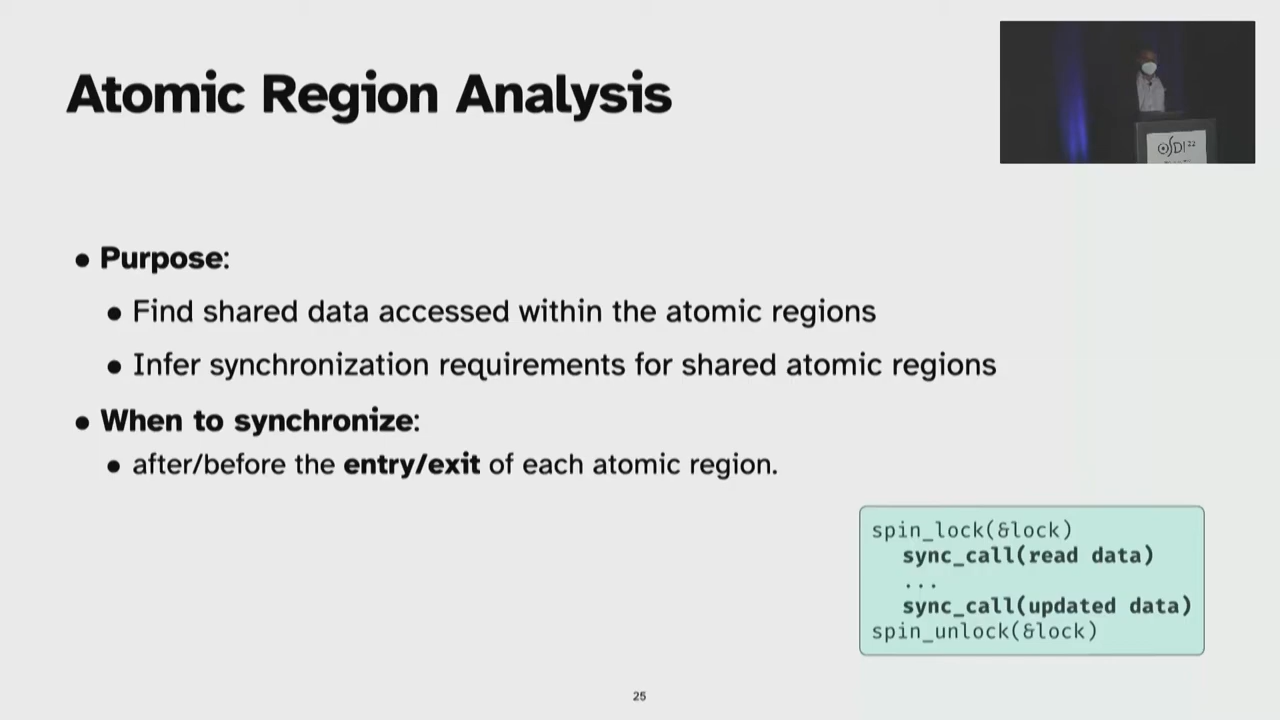 Atomic Region Analysis
OSDI22
● Purpose:
● Find shared data accessed within the atomic regions
● Infer synchronization requirements for shared atomic regions
● When to synchronize:
● after/before the entry/exit of each atomic region.
spin_lock(&lock)
sync_call(read data)
...
sync_call(updated data)
spin_unlock(&lock)
25